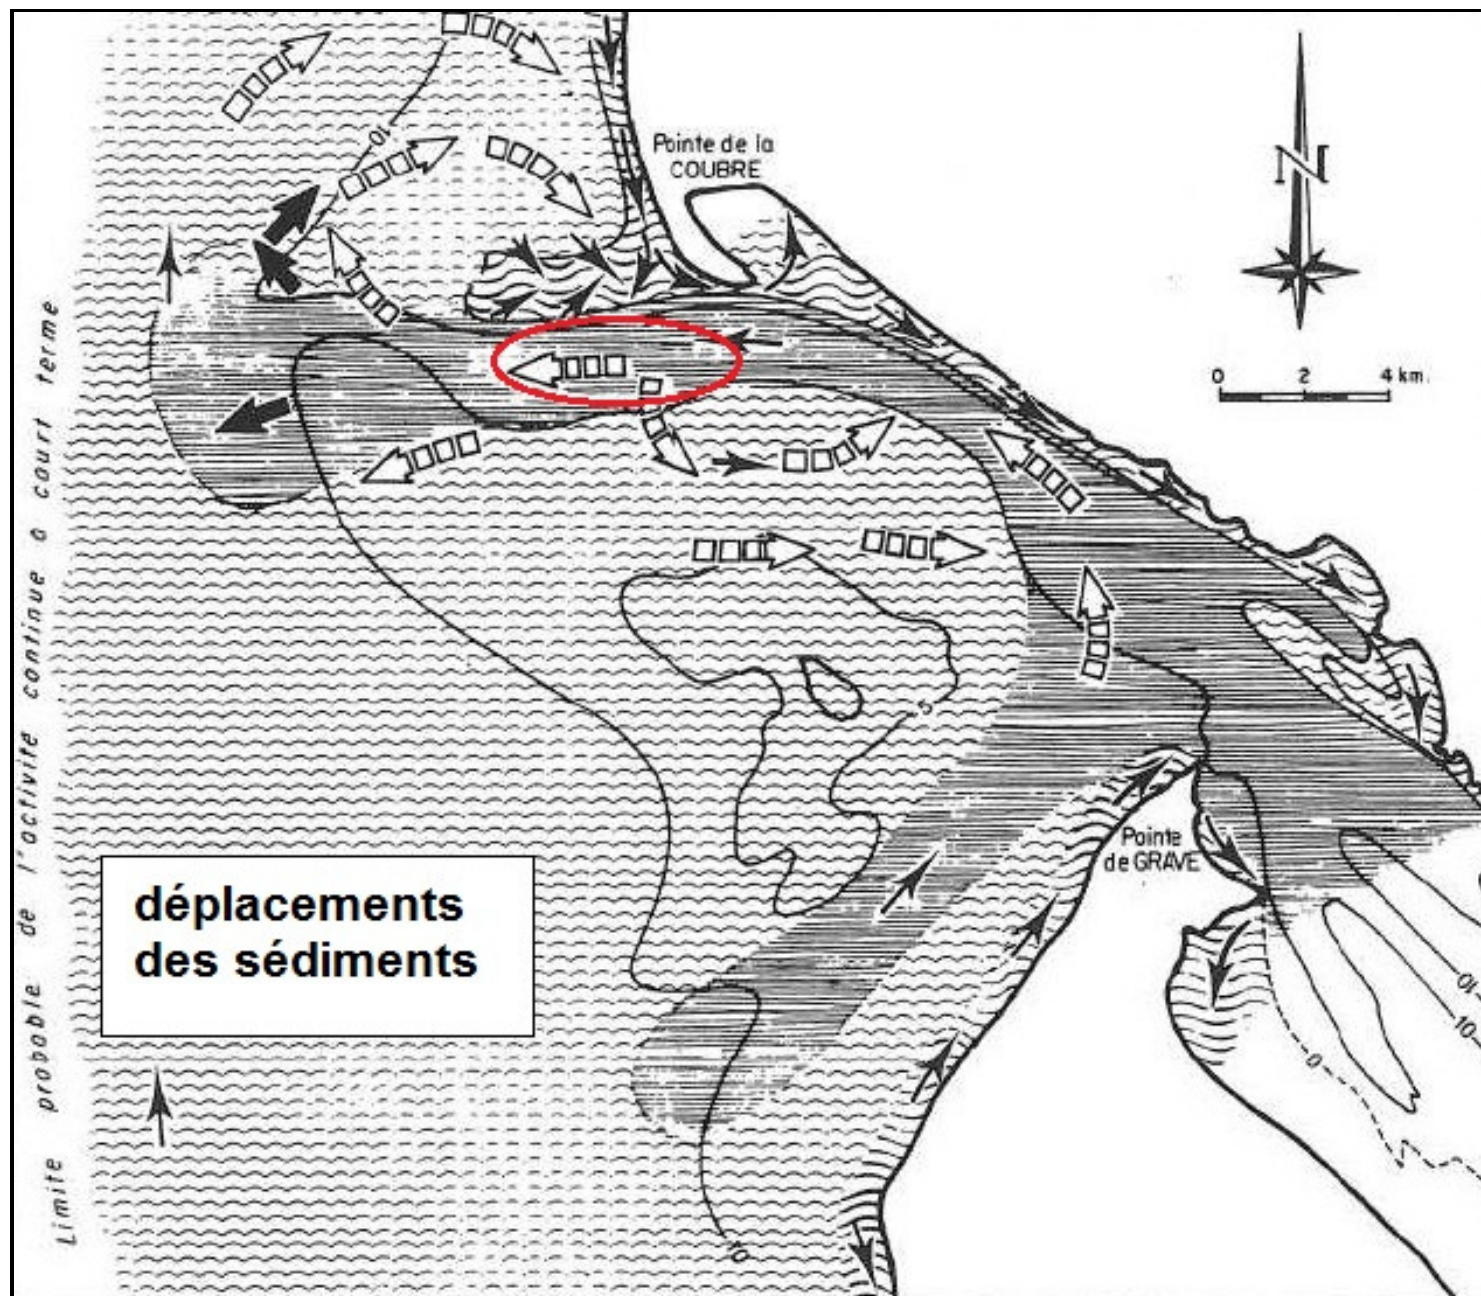 10
Pointe de la
COUBRE
N
0 2 4 km.
Limite probable de l'activité continue à court terme
5
Pointe
de GRAVE
déplacements
des sédiments
10
10
0
10